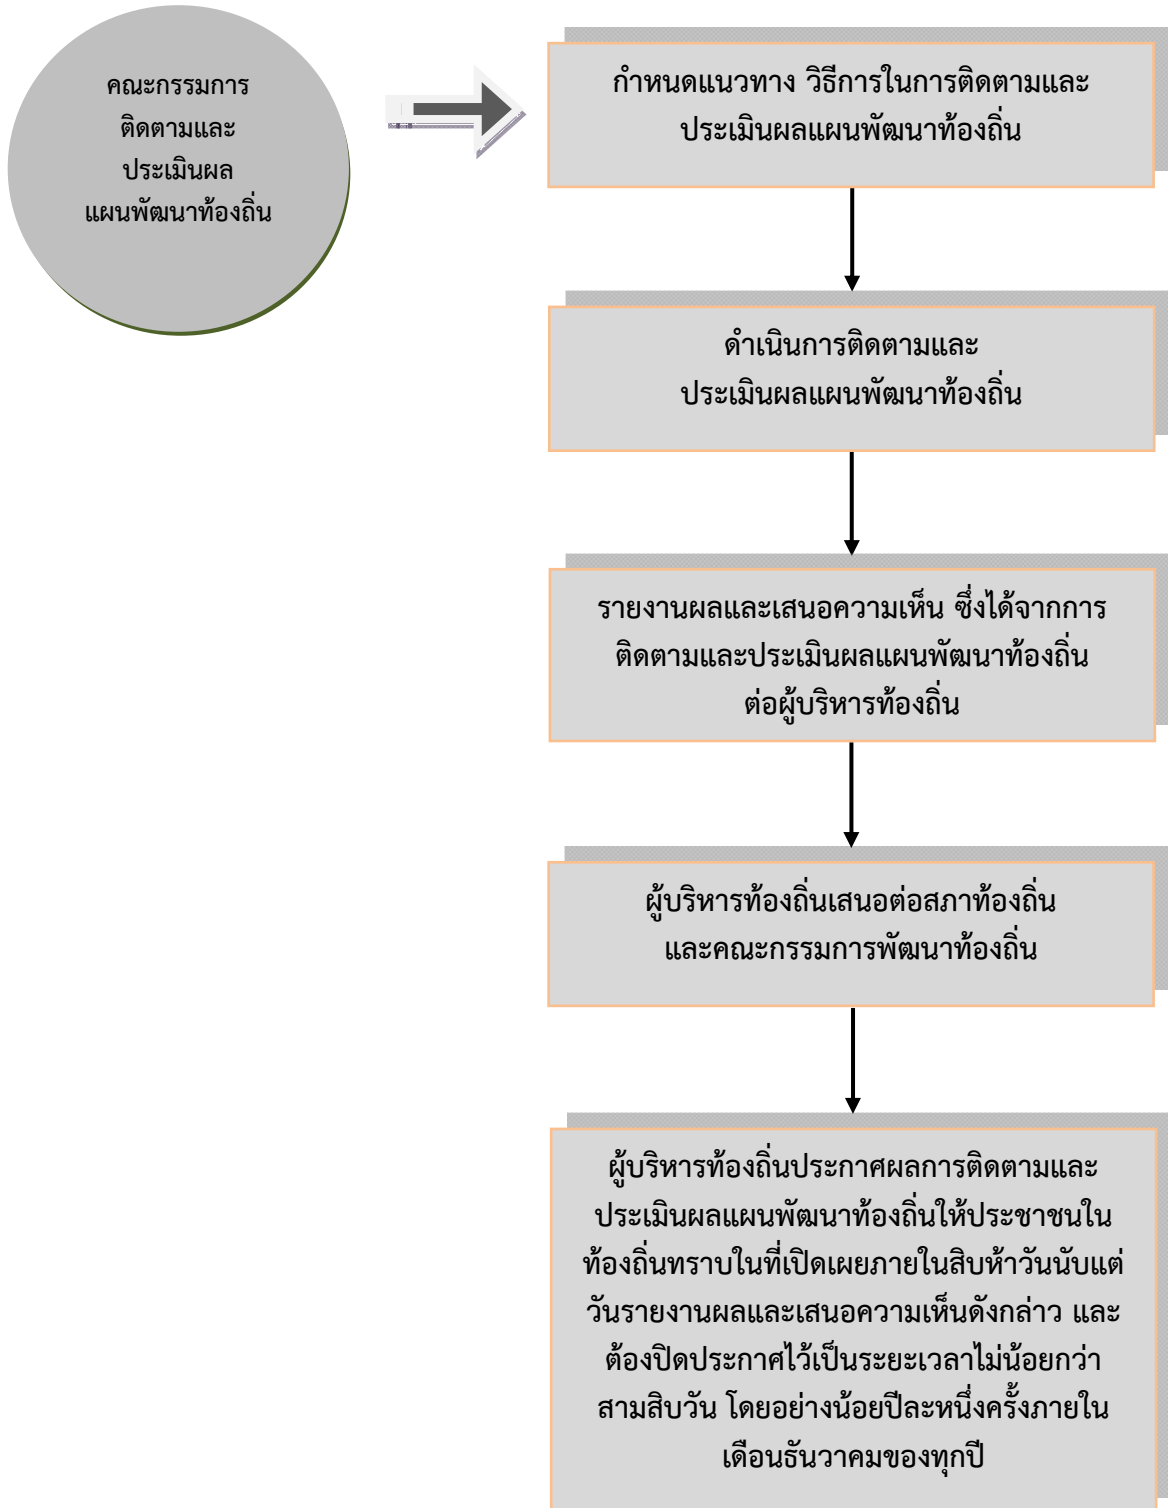 คณะกรรมการ
ติดตามและ
ประเมินผล
แผนพัฒนาท้องถิ่น
กำหนดแนวทาง วิธีการในการติดตามและ
ประเมินผลแผนพัฒนาท้องถิ่น
ดำเนินการติดตามและ
ประเมินผลแผนพัฒนาท้องถิ่น
รายงานผลและเสนอความเห็น ซึ่งได้จากการ
ติดตามและประเมินผลแผนพัฒนาท้องถิ่น
ต่อผู้บริหารท้องถิ่น
ผู้บริหารท้องถิ่นเสนอต่อสภาท้องถิ่น
และคณะกรรมการพัฒนาท้องถิ่น
ผู้บริหารท้องถิ่นประกาศผลการติดตามและ
ประเมินผลแผนพัฒนาท้องถิ่นให้ประชาชนใน
ท้องถิ่นทราบในที่เปิดเผยภายในสิบห้าวันนับแต่
วันรายงานผลและเสนอความเห็นดังกล่าว และ
ต้องปิดประกาศไว้เป็นระยะเวลาไม่น้อยกว่า
สามสิบวัน โดยอย่างน้อยปีละหนึ่งครั้งภายใน
เดือนธันวาคมของทุกปี